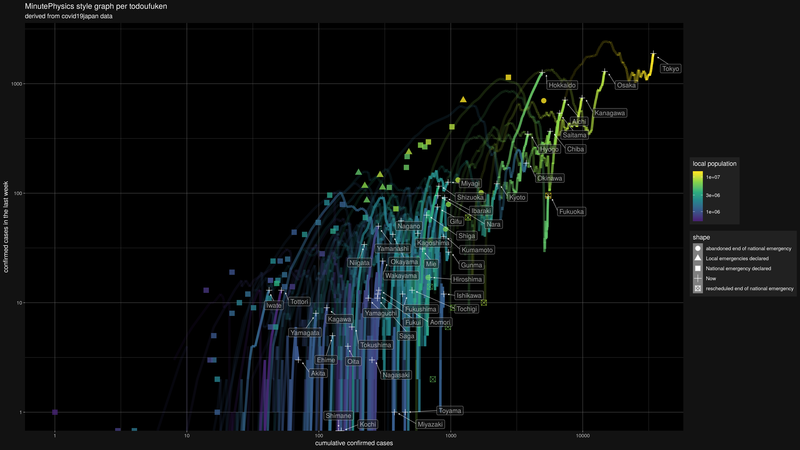 MinutePhysics style graph per todoufuken
derived from covid19japan data
confirmed cases in the last week
1000
100
10
1
Tokyo
Hokkaido
Osaka
Kanagawa
Aichi
Saitama
Hyogo
Chiba
Okinawa
Miyagi
Shizuoka
Kyoto
Ibaraki
Fukuoka
Gifu
Nara
Nagano
Shiga
Kagoshima
Yamanashi
Kumamoto
Niigata
Okayama
Mie
Gunma
Wakayama
Hiroshima
Ishikawa
Iwate
Tottori
Fukushima
Tochigi
Kagawa
Yamaguchi
Fukui
Aomori
Yamagata
Saga
Tokushima
Ehime
Oita
Akita
Nagasaki
Shimane
Toyama
Kochi
Miyazaki
1
10
100
1000
10000
cumulative confirmed cases
local population
1e+07
3e+06
1e+06
shape
abandoned end of national emergency
Local emergencies declared
National emergency declared
Now
rescheduled end of national emergency